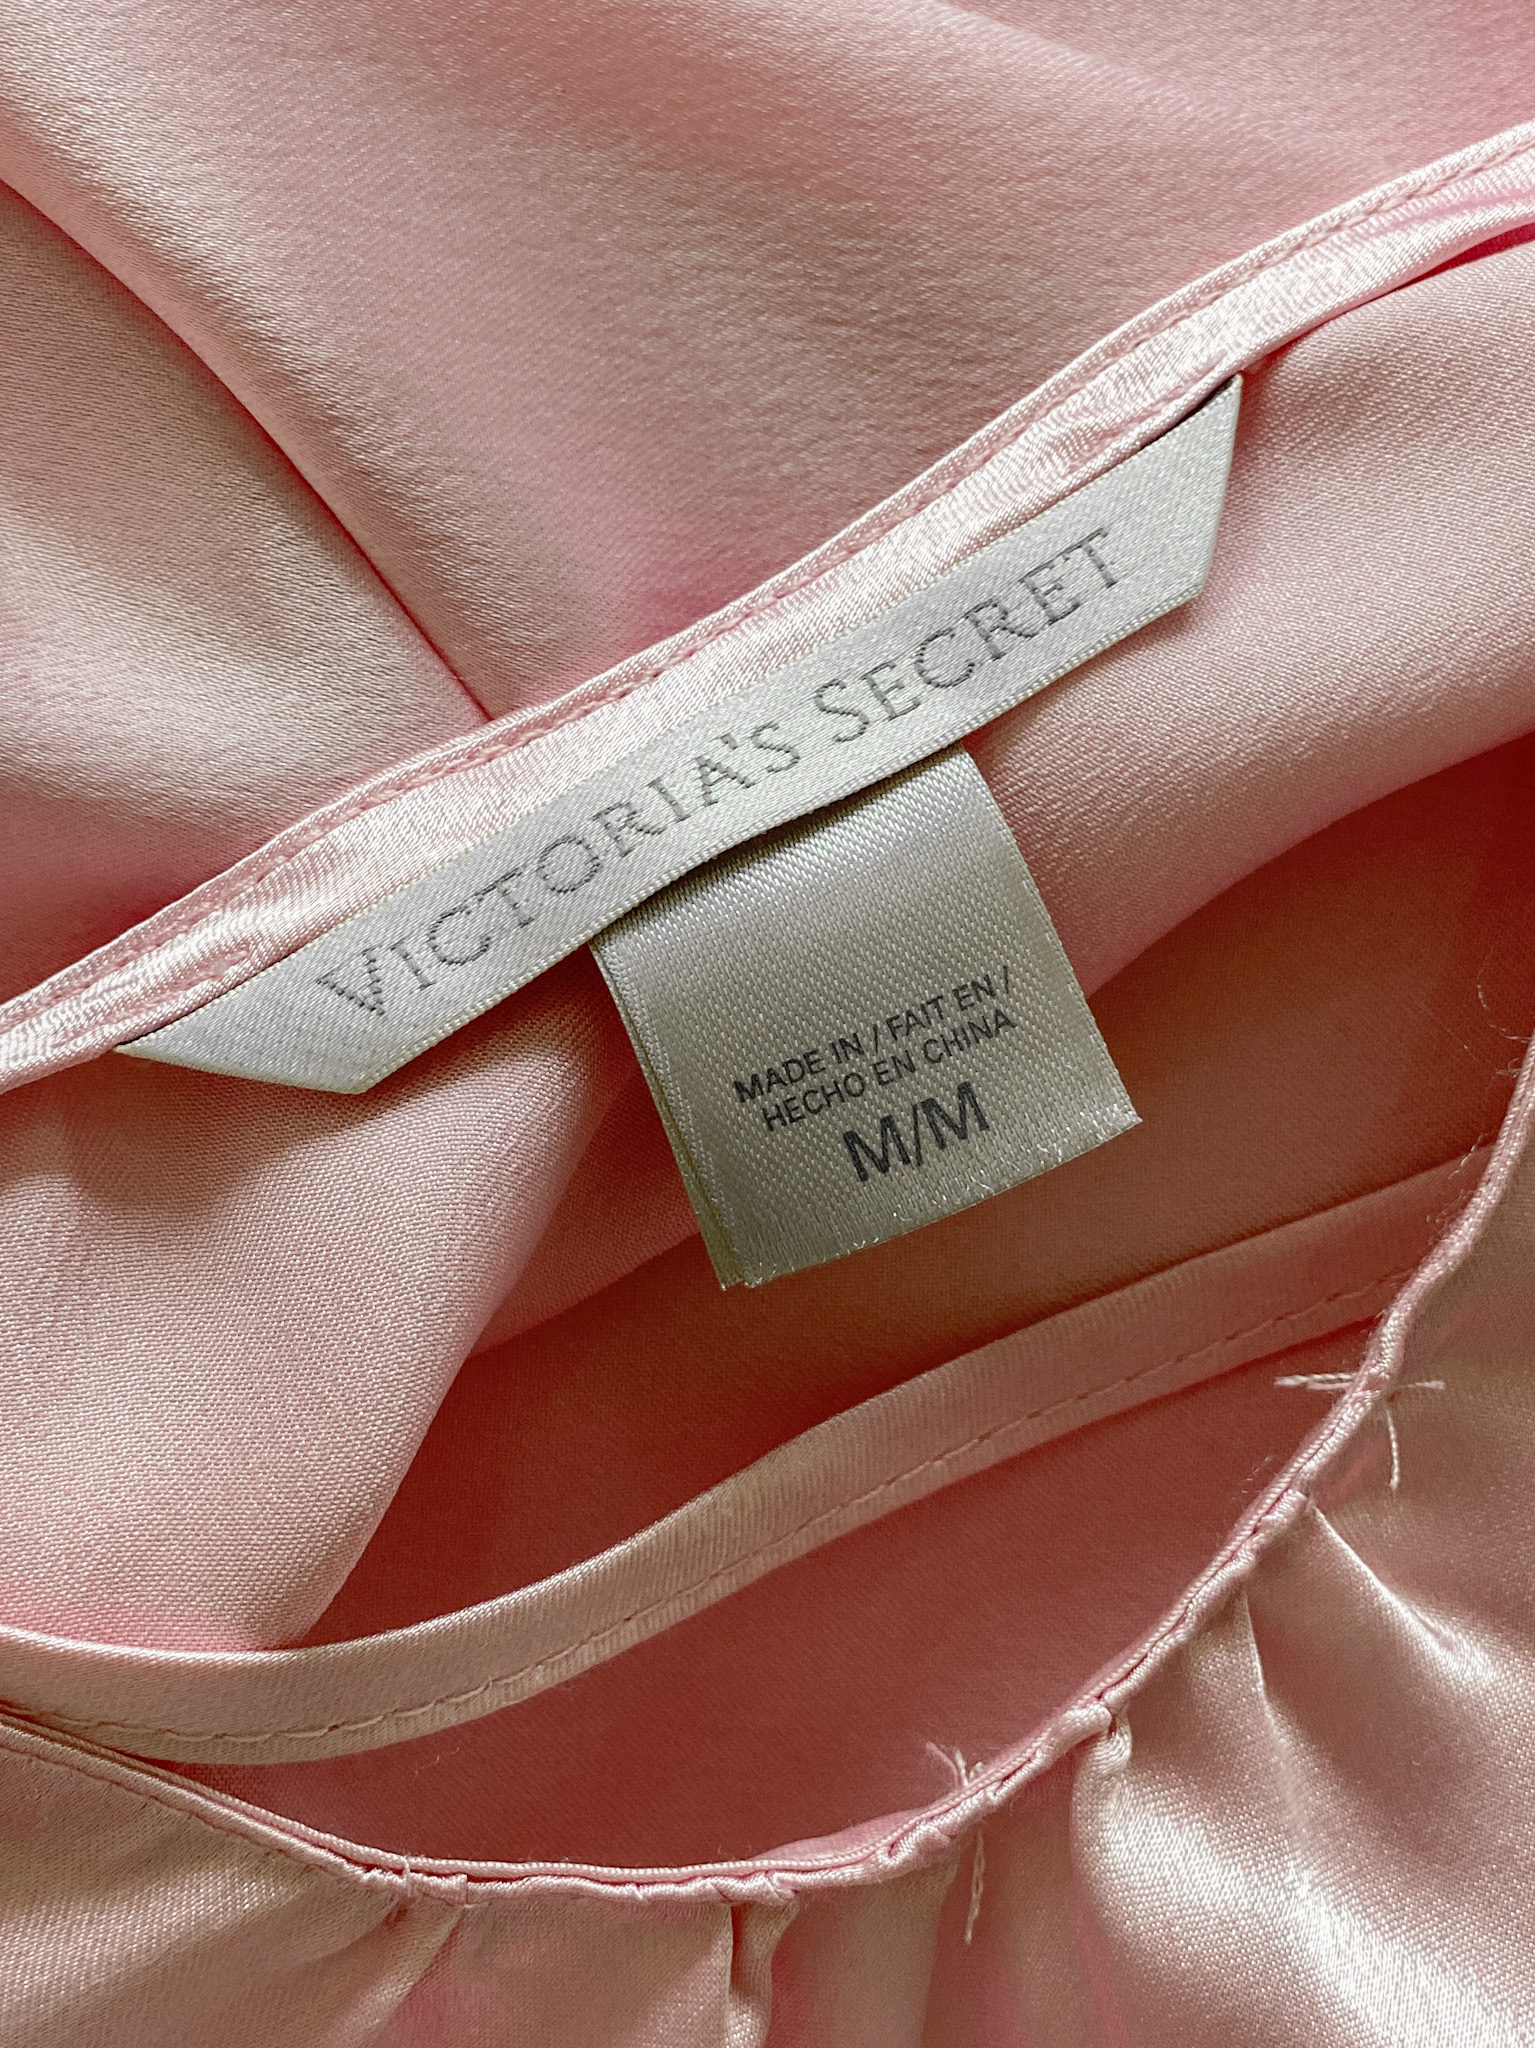 VICTORIA'S SECRET
MADE IN / FAIT EN /
HECHO EN CHINA
M/M